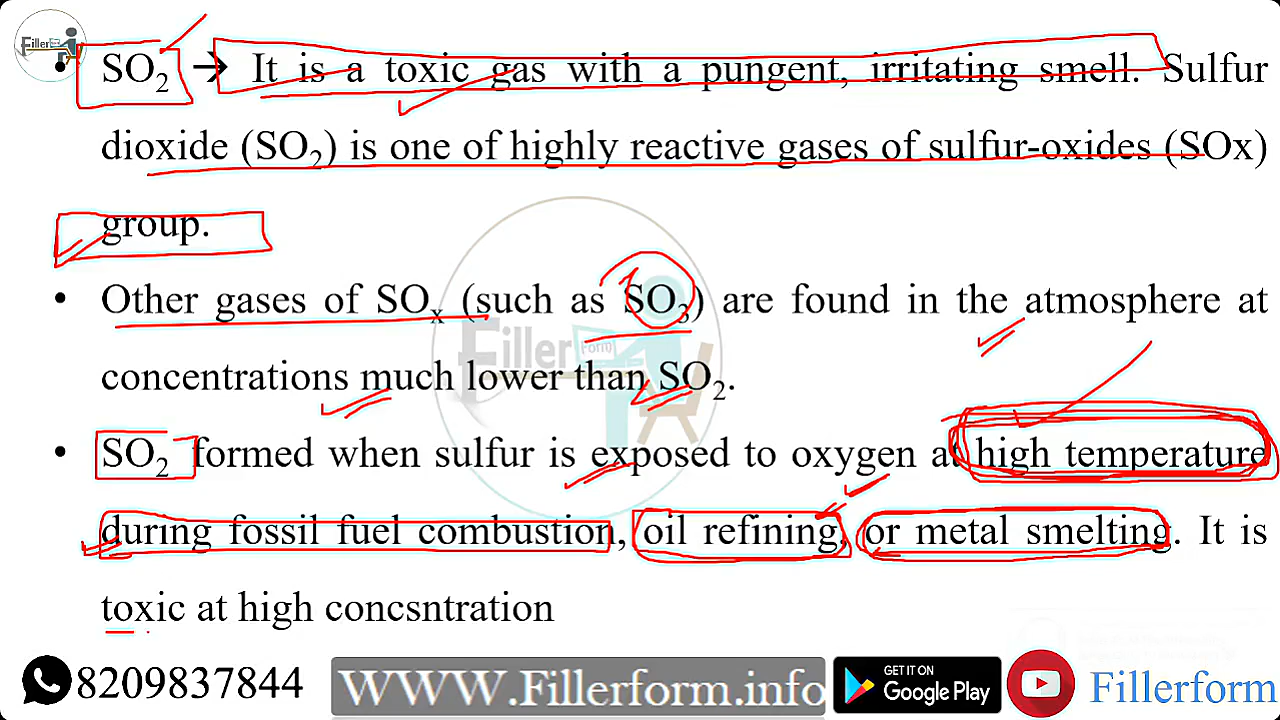 Filler Form
• SO₂ → It is a toxic gas with a pungent, irritating smell. Sulfur
dioxide (SO₂) is one of highly reactive gases of sulfur-oxides (SOx)
group.
• Other gases of SOₓ (such as SO₃) are found in the atmosphere at
concentrations much lower than SO₂.
Filler Form
• SO₂ formed when sulfur is exposed to oxygen at high temperature
during fossil fuel combustion, oil refining, or metal smelting. It is
toxic at high concsntration
8209837844 WWW.Fillerform.info GET IT ON Google Play Fillerform